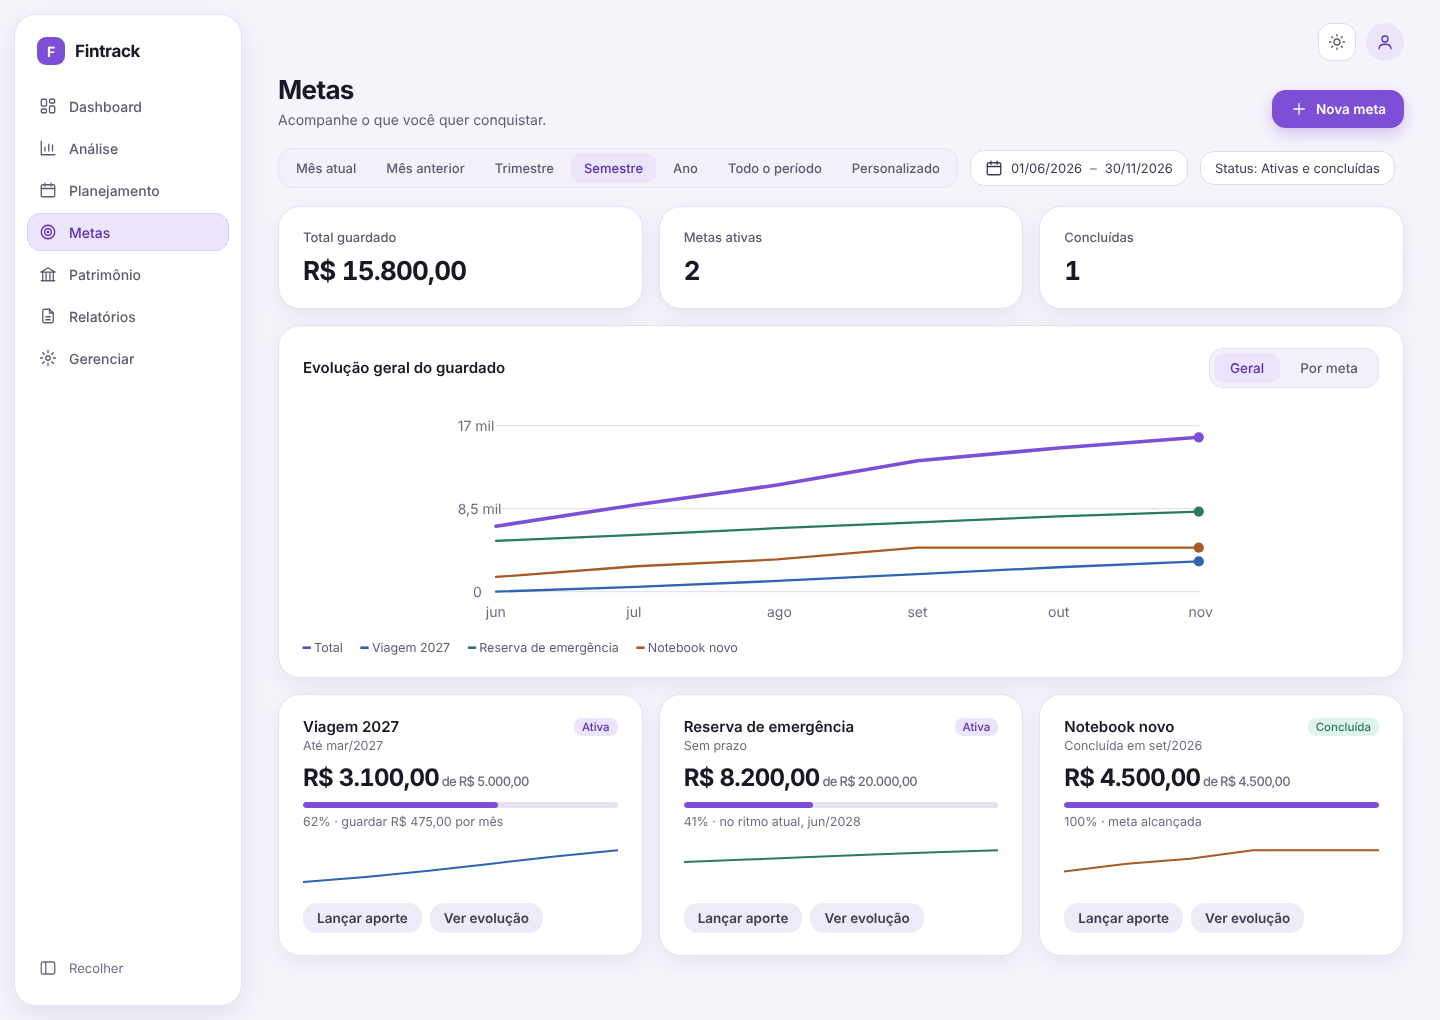 F Fintrack
Dashboard
Análise
Planejamento
Metas
Patrimônio
Relatórios
Gerenciar
Recolher
Metas
Acompanhe o que você quer conquistar.
Nova meta
Mês atual Mês anterior Trimestre Semestre Ano Todo o período Personalizado
01/06/2026 – 30/11/2026
Status: Ativas e concluídas
Total guardado
R$ 15.800,00
Metas ativas
2
Concluídas
1
Evolução geral do guardado
Geral Por meta
17 mil
8,5 mil
0
jun jul ago set out nov
Total Viagem 2027 Reserva de emergência Notebook novo
Viagem 2027
Ativa
Até mar/2027
R$ 3.100,00 de R$ 5.000,00
62% · guardar R$ 475,00 por mês
Lançar aporte Ver evolução
Reserva de emergência
Ativa
Sem prazo
R$ 8.200,00 de R$ 20.000,00
41% · no ritmo atual, jun/2028
Lançar aporte Ver evolução
Notebook novo
Concluída
Concluída em set/2026
R$ 4.500,00 de R$ 4.500,00
100% · meta alcançada
Lançar aporte Ver evolução